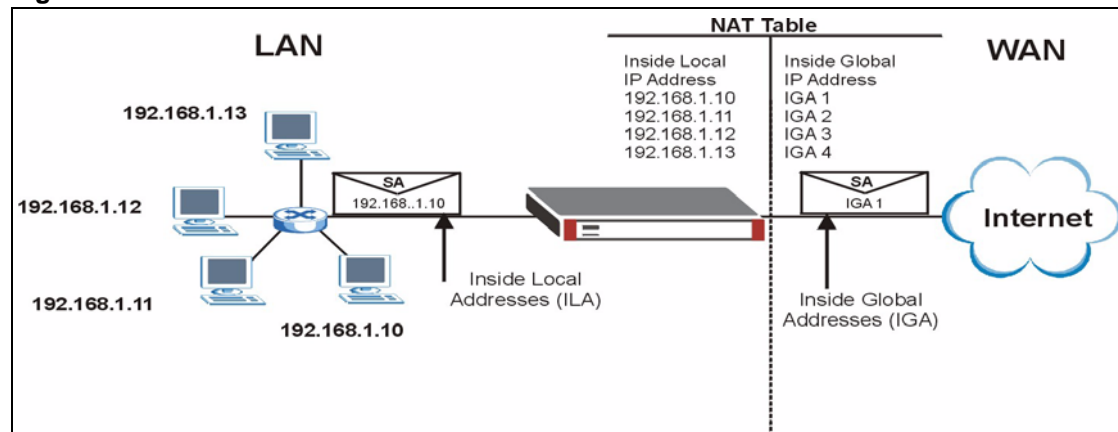 LAN
NAT Table
WAN
Inside Local
IP Address
192.168.1.10
192.168.1.11
192.168.1.12
192.168.1.13
Inside Global
IP Address
IGA 1
IGA 2
IGA 3
IGA 4
192.168.1.13
192.168.1.12
192.168.1.11
192.168.1.10
SA
192.168..1.10
SA
IGA 1
Internet
Inside Local
Addresses (ILA)
Inside Global
Addresses (IGA)